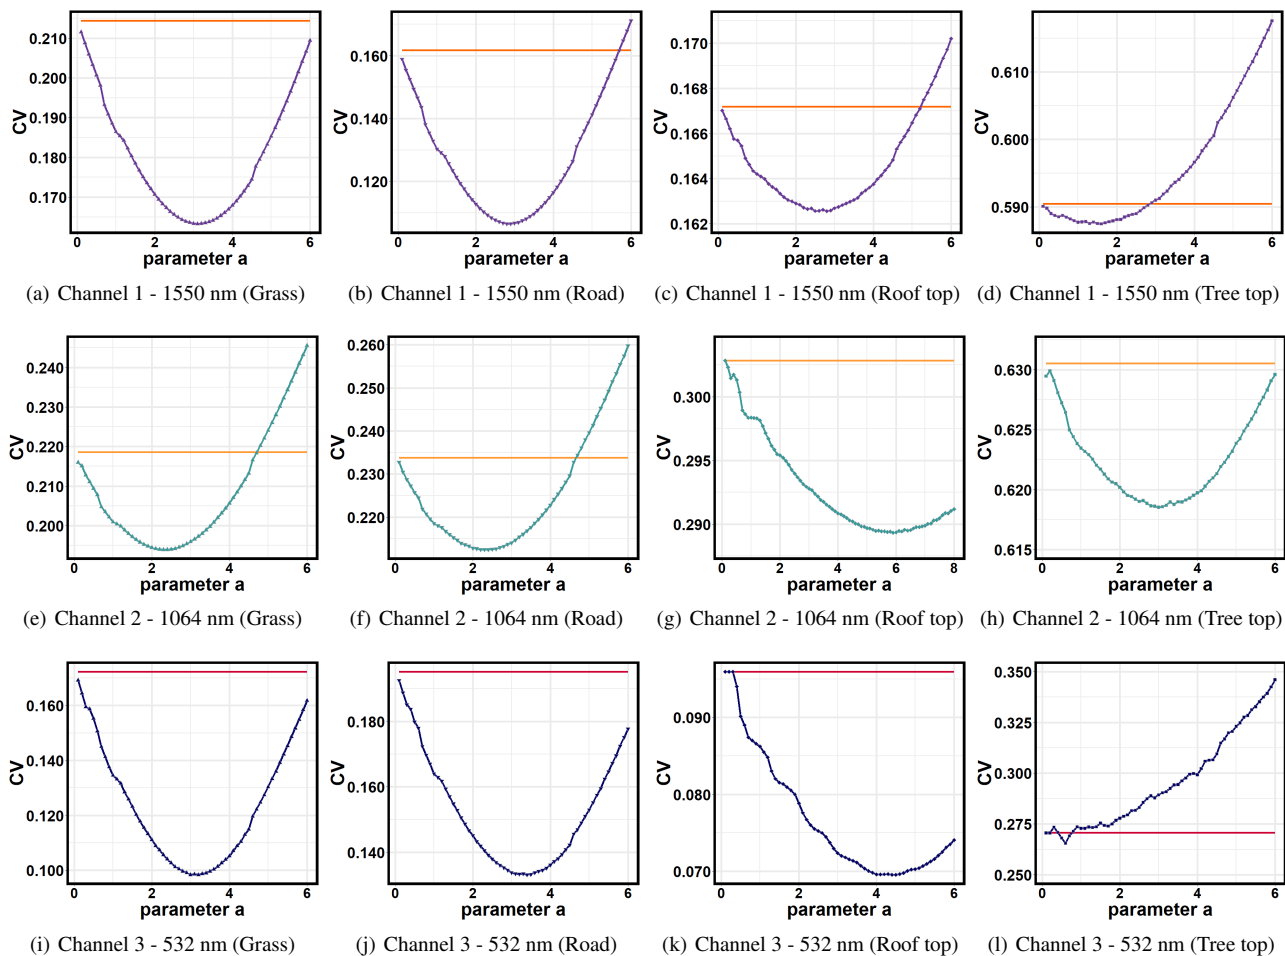 0.210
0.200
0.190
0.180
0.170
CV
0 2 4 6
parameter a
(a) Channel 1 - 1550 nm (Grass)
0.160
0.140
0.120
CV
0 2 4 6
parameter a
(b) Channel 1 - 1550 nm (Road)
0.170
0.168
0.166
0.164
0.162
CV
0 2 4 6
parameter a
(c) Channel 1 - 1550 nm (Roof top)
0.610
0.600
0.590
CV
0 2 4 6
parameter a
(d) Channel 1 - 1550 nm (Tree top)
0.240
0.230
0.220
0.210
0.200
CV
0 2 4 6
parameter a
(e) Channel 2 - 1064 nm (Grass)
0.260
0.250
0.240
0.230
0.220
CV
0 2 4 6
parameter a
(f) Channel 2 - 1064 nm (Road)
0.300
0.295
0.290
CV
0 2 4 6 8
parameter a
(g) Channel 2 - 1064 nm (Roof top)
0.630
0.625
0.620
0.615
CV
0 2 4 6
parameter a
(h) Channel 2 - 1064 nm (Tree top)
0.160
0.140
0.120
0.100
CV
0 2 4 6
parameter a
(i) Channel 3 - 532 nm (Grass)
0.180
0.160
0.140
CV
0 2 4 6
parameter a
(j) Channel 3 - 532 nm (Road)
0.090
0.080
0.070
CV
0 2 4 6
parameter a
(k) Channel 3 - 532 nm (Roof top)
0.350
0.325
0.300
0.275
0.250
CV
0 2 4 6
parameter a
(l) Channel 3 - 532 nm (Tree top)